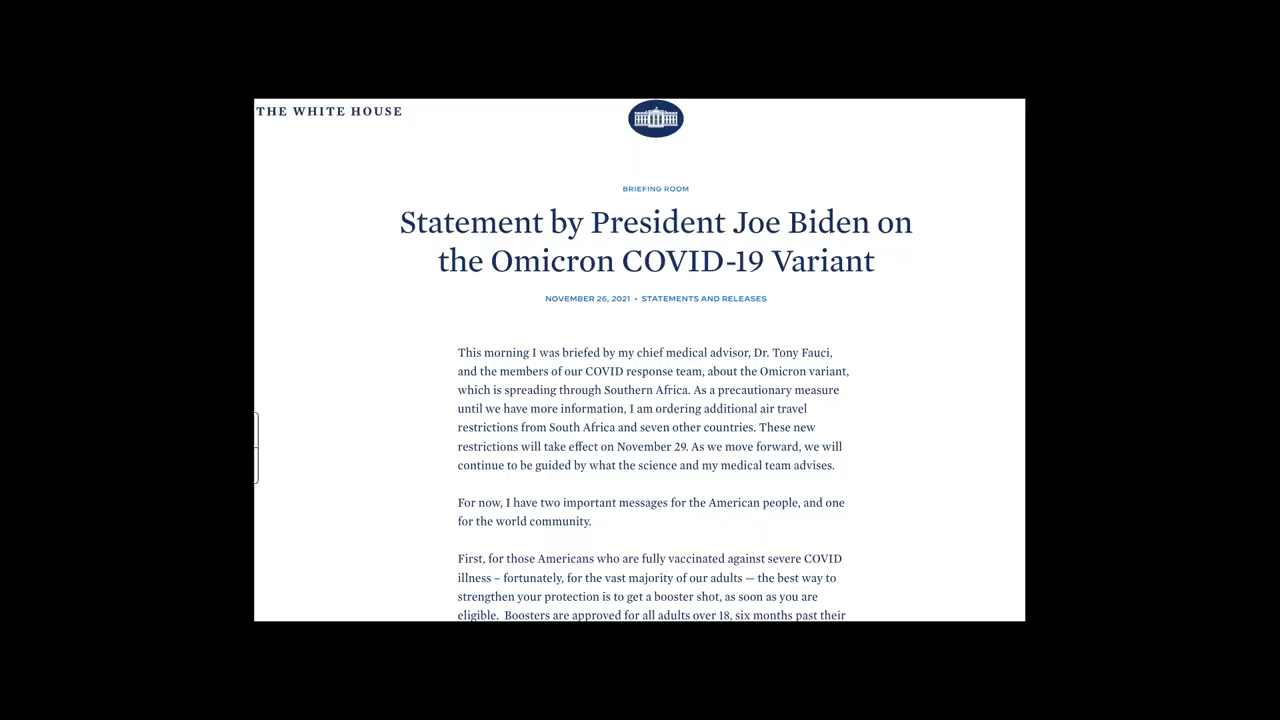 THE WHITE HOUSE
BRIEFING ROOM
Statement by President Joe Biden on
the Omicron COVID-19 Variant
NOVEMBER 26, 2021 • STATEMENTS AND RELEASES
This morning I was briefed by my chief medical advisor, Dr. Tony Fauci,
and the members of our COVID response team, about the Omicron variant,
which is spreading through Southern Africa. As a precautionary measure
until we have more information, I am ordering additional air travel
restrictions from South Africa and seven other countries. These new
restrictions will take effect on November 29. As we move forward, we will
continue to be guided by what the science and my medical team advises.
For now, I have two important messages for the American people, and one
for the world community.
First, for those Americans who are fully vaccinated against severe COVID
illness – fortunately, for the vast majority of our adults — the best way to
strengthen your protection is to get a booster shot, as soon as you are
eligible.  Boosters are approved for all adults over 18, six months past their